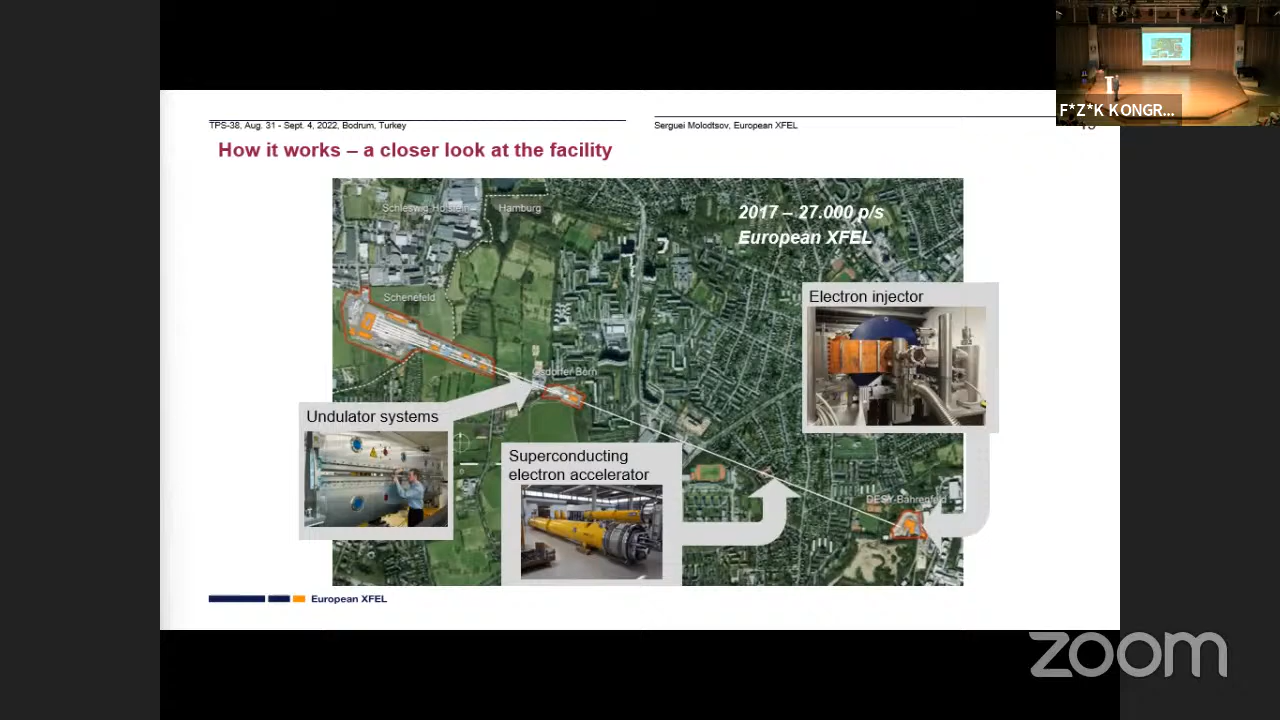 TPS-38, Aug. 31 - Sept. 4, 2022, Bodrum, Turkey
Serguei Molodtsov, European XFEL
F*Z*K KONGR...
How it works – a closer look at the facility
Schleswig-Holstein
Hamburg
2017 – 27.000 p/s
European XFEL
Schenefeld
Electron injector
Osdorfer Born
Undulator systems
Superconducting
electron accelerator
DESY-Bahrenfeld
European XFEL
zoom